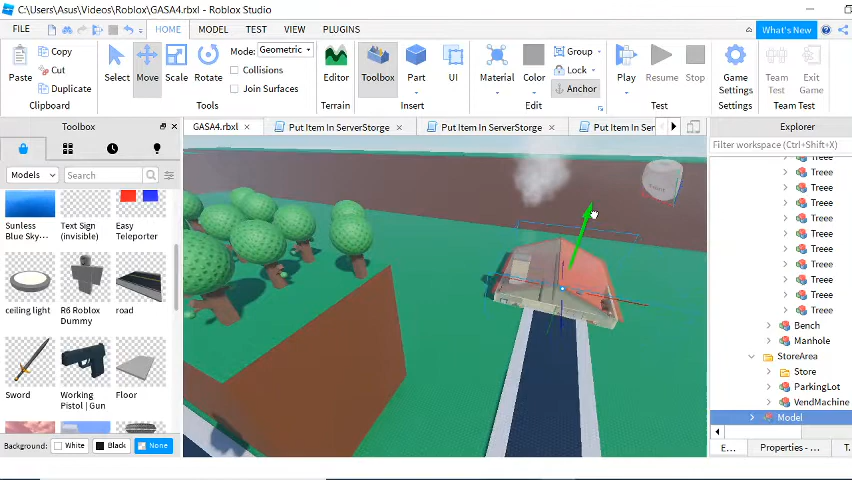 C:\Users\Asus\Videos\Roblox\GASA4.rbxl - Roblox Studio
FILE
HOME
MODEL
TEST
VIEW
PLUGINS
What's New
Paste
Copy
Cut
Duplicate
Clipboard
Select
Move
Scale
Rotate
Mode: Geometric
Collisions
Join Surfaces
Tools
Editor
Terrain
Toolbox
Part
UI
Insert
Material
Color
Group
Lock
Anchor
Edit
Play
Resume
Stop
Test
Game Settings
Settings
Team Test
Exit Game
Team Test
Toolbox
GASA4.rbxl
Put Item In ServerStorge
Put Item In ServerStorge
Put Item In Ser
Explorer
Filter workspace (Ctrl+Shift+X)
Models
Search
Sunless Blue Sky...
Text Sign (invisible)
Easy Teleporter
ceiling light
R6 Roblox Dummy
road
Sword
Working Pistol | Gun
Floor
Background:
White
Black
None
Treee
Treee
Treee
Treee
Treee
Treee
Treee
Treee
Treee
Treee
Treee
Bench
Manhole
StoreArea
Store
ParkingLot
VendMachine
Model
E...
Properties - ...
T.